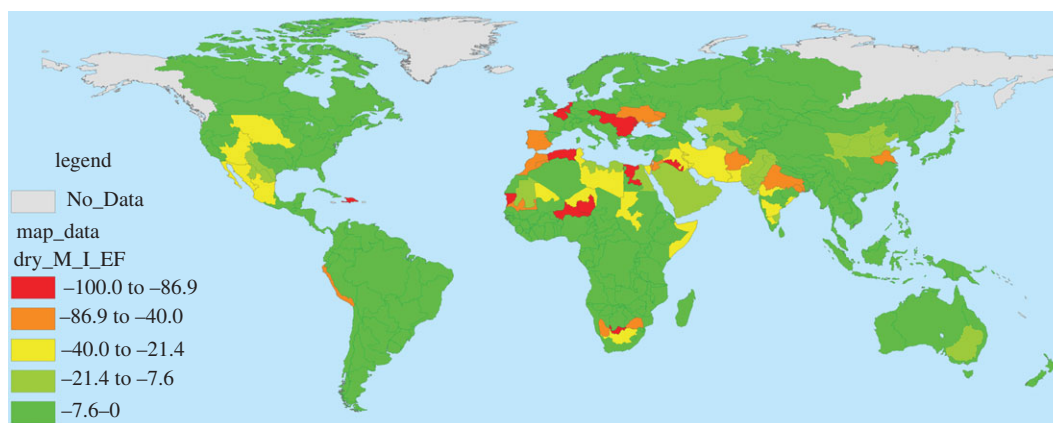 legend
No_Data
map_data
dry_M_I_EF
–100.0 to –86.9
–86.9 to –40.0
–40.0 to –21.4
–21.4 to –7.6
–7.6–0